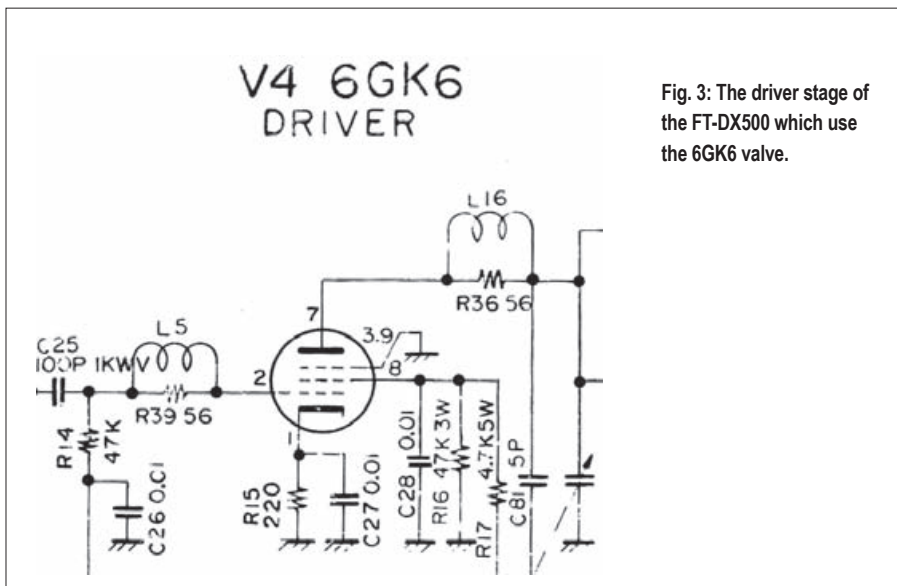 V4 6GK6
DRIVER
Fig. 3: The driver stage of
the FT-DX500 which use
the 6GK6 valve.
L16
R36 56
7
3.9
8
L5
C25
100P 1KWV
2
R39 56
R14
47K
C26 0.01
1
R15
220
C27 0.01
C28 0.01
R16 47K 3W
R17 4.7K5W
C81 5P